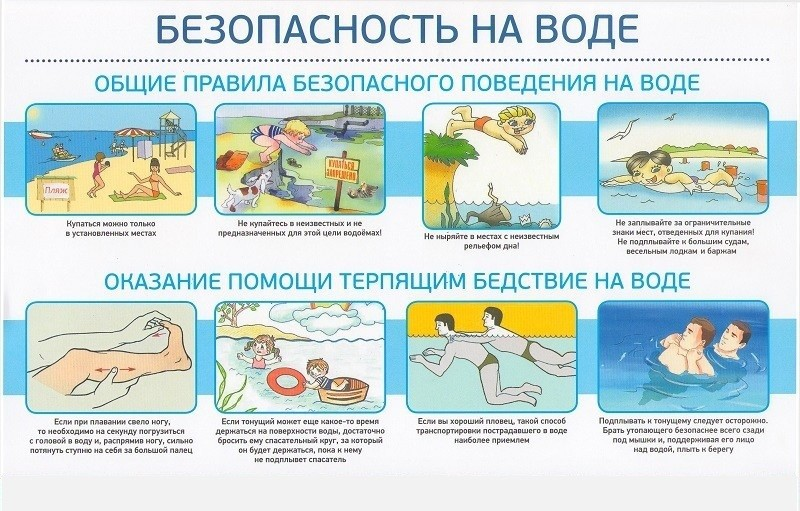 БЕЗОПАСНОСТЬ НА ВОДЕ
ОБЩИЕ ПРАВИЛА БЕЗОПАСНОГО ПОВЕДЕНИЯ НА ВОДЕ
Пляж
КУПАТЬСЯ
ЗАПРЕЩЕНО
Купаться можно только
в установленных местах
Не купайтесь в неизвестных и не
предназначенных для этой цели водоёмах!
Не ныряйте в местах с неизвестным
рельефом дна!
Не заплывайте за ограничительные
знаки мест, отведенных для купания!
Не подплывайте к большим судам,
весельным лодкам и баржам
ОКАЗАНИЕ ПОМОЩИ ТЕРПЯЩИМ БЕДСТВИЕ НА ВОДЕ
Если при плавании свело ногу,
то необходимо на секунду погрузиться
с головой в воду и, распрямив ногу, сильно
потянуть ступню на себя за большой палец
Если тонущий может еще какое-то время
держаться на поверхности воды, достаточно
бросить ему спасательный круг, за который
он будет держаться, пока к нему
не подплывет спасатель
Если вы хороший пловец, такой способ
транспортировки пострадавшего в воде
наиболее приемлем
Подплывать к тонущему следует осторожно.
Брать утопающего безопаснее всего сзади
под мышки и, поддерживая его лицо
над водой, плыть к берегу